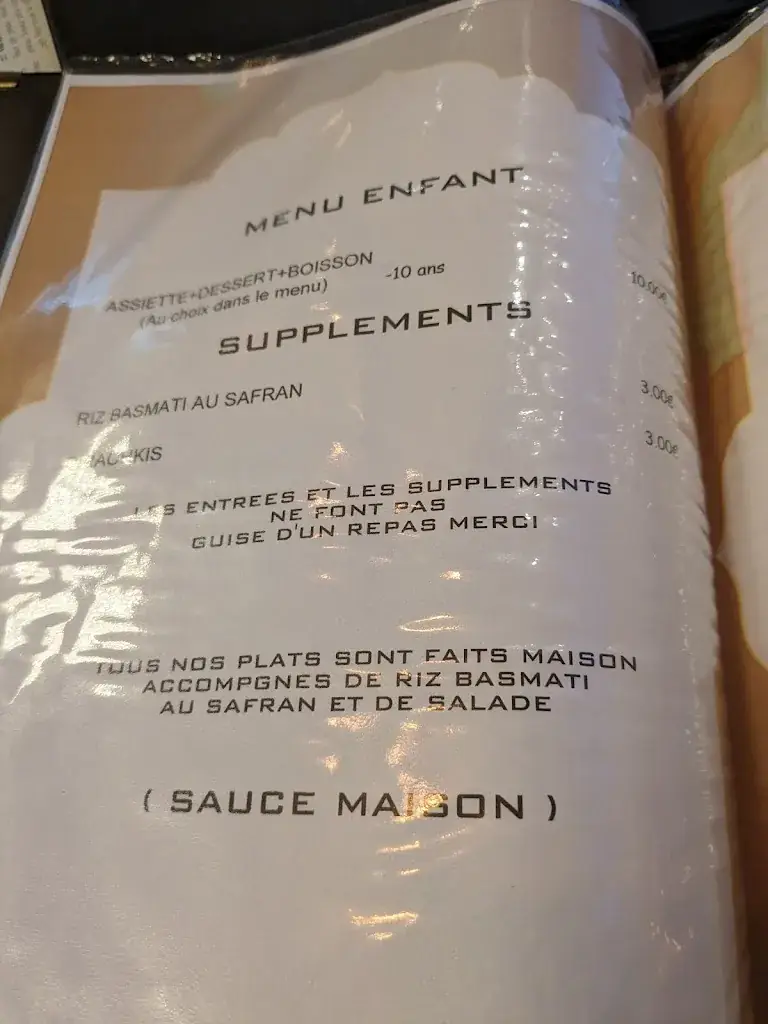 MENU ENFANT
ASSIETTE+DESSERT+BOISSON -10 ans 10.00€
(Au choix dans le menu)
SUPPLEMENTS
RIZ BASMATI AU SAFRAN 3.00€
3.00€
LES ENTREES ET LES SUPPLEMENTS
NE FONT PAS
GUISE D'UN REPAS MERCI
TOUS NOS PLATS SONT FAITS MAISON
ACCOMPGNES DE RIZ BASMATI
AU SAFRAN ET DE SALADE
( SAUCE MAISON )